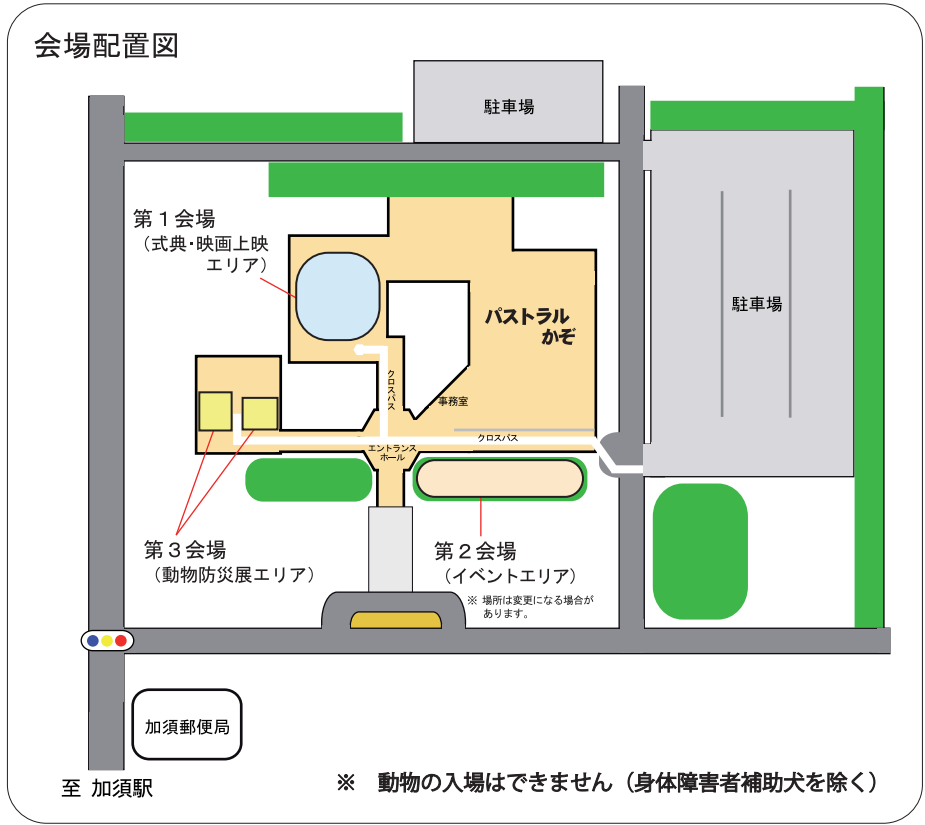 会場配置図
駐車場
第1会場
（式典・映画上映
エリア）
パストラル
かぞ
駐車場
クロスパス
事務室
クロスパス
エントランス
ホール
第3会場
（動物防災展エリア）
第2会場
（イベントエリア）
※ 場所は変更になる場合が
あります。
加須郵便局
至 加須駅
※ 動物の入場はできません（身体障害者補助犬を除く）